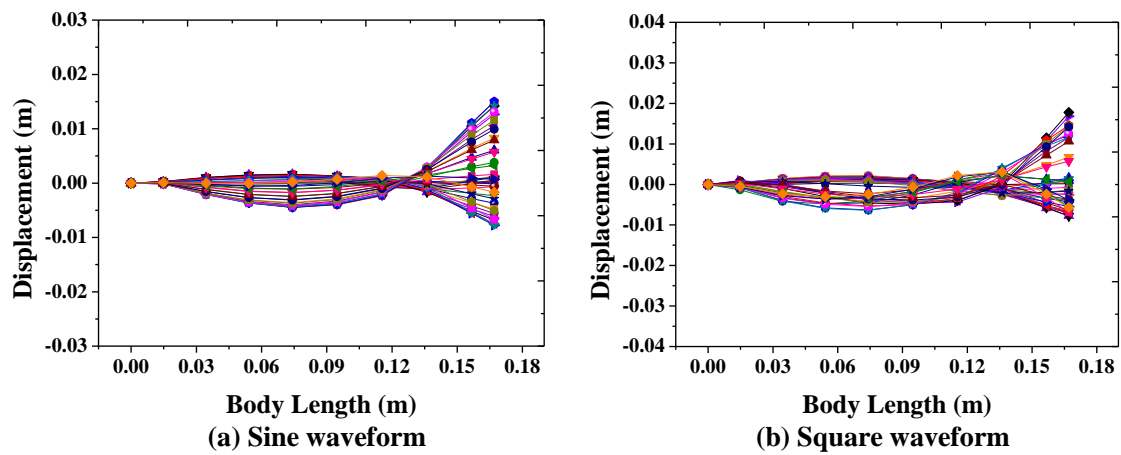 0.03
0.02
0.01
0.00
-0.01
-0.02
-0.03
Displacement (m)
0.00 0.03 0.06 0.09 0.12 0.15 0.18
Body Length (m)
(a) Sine waveform
0.04
0.03
0.02
0.01
0.00
-0.01
-0.02
-0.03
-0.04
Displacement (m)
0.00 0.03 0.06 0.09 0.12 0.15 0.18
Body Length (m)
(b) Square waveform